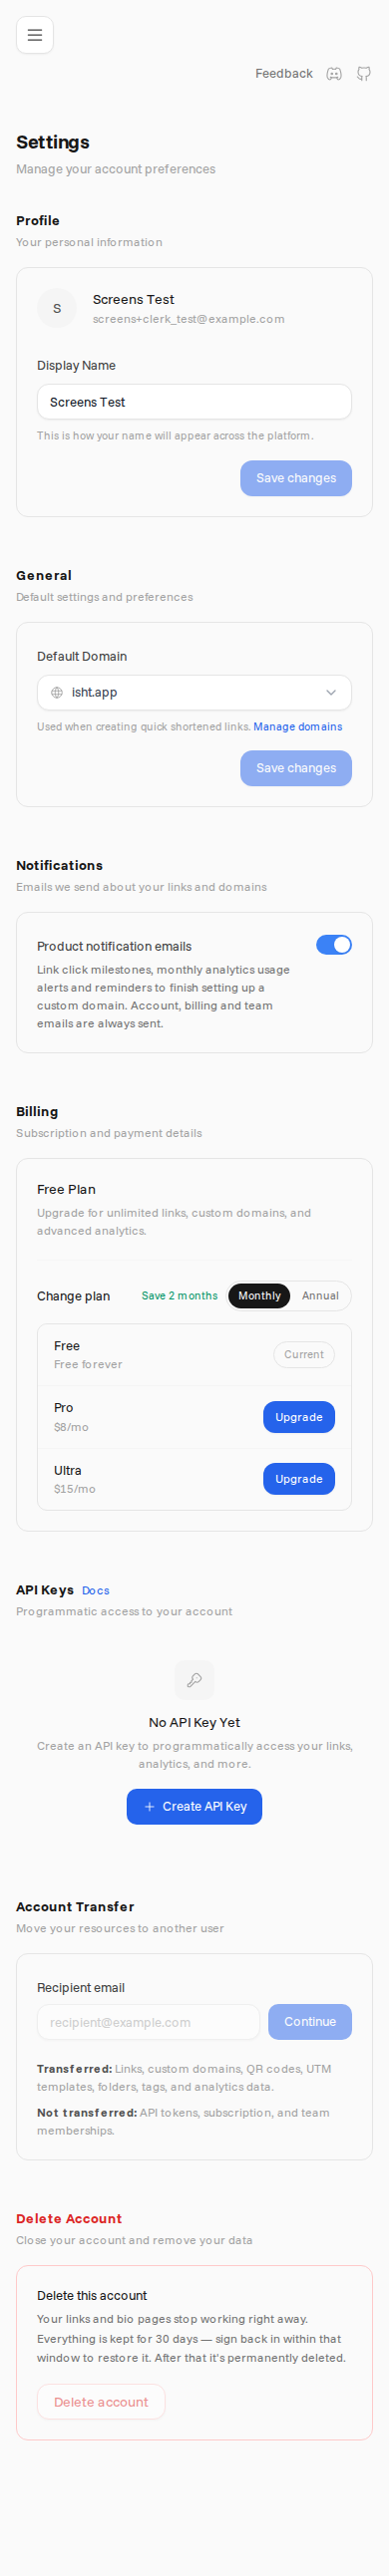 Feedback
Settings
Manage your account preferences
Profile
Your personal information
S
Screens Test
screens+clerk_test@example.com
Display Name
Screens Test
This is how your name will appear across the platform.
Save changes
General
Default settings and preferences
Default Domain
isht.app
Used when creating quick shortened links. Manage domains
Save changes
Notifications
Emails we send about your links and domains
Product notification emails
Link click milestones, monthly analytics usage
alerts and reminders to finish setting up a
custom domain. Account, billing and team
emails are always sent.
Billing
Subscription and payment details
Free Plan
Upgrade for unlimited links, custom domains, and
advanced analytics.
Change plan Save 2 months Monthly Annual
Free
Free forever
Current
Pro
$8/mo
Upgrade
Ultra
$15/mo
Upgrade
API Keys Docs
Programmatic access to your account
No API Key Yet
Create an API key to programmatically access your links,
analytics, and more.
Create API Key
Account Transfer
Move your resources to another user
Recipient email
recipient@example.com
Continue
Transferred: Links, custom domains, QR codes, UTM
templates, folders, tags, and analytics data.
Not transferred: API tokens, subscription, and team
memberships.
Delete Account
Close your account and remove your data
Delete this account
Your links and bio pages stop working right away.
Everything is kept for 30 days — sign back in within that
window to restore it. After that it's permanently deleted.
Delete account